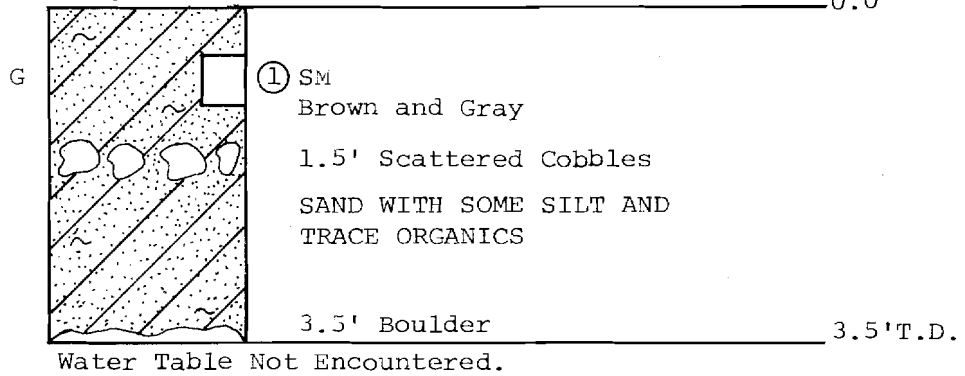 0.0
G ① SM
Brown and Gray
1.5' Scattered Cobbles
SAND WITH SOME SILT AND
TRACE ORGANICS
3.5' Boulder 3.5'T.D.
Water Table Not Encountered.